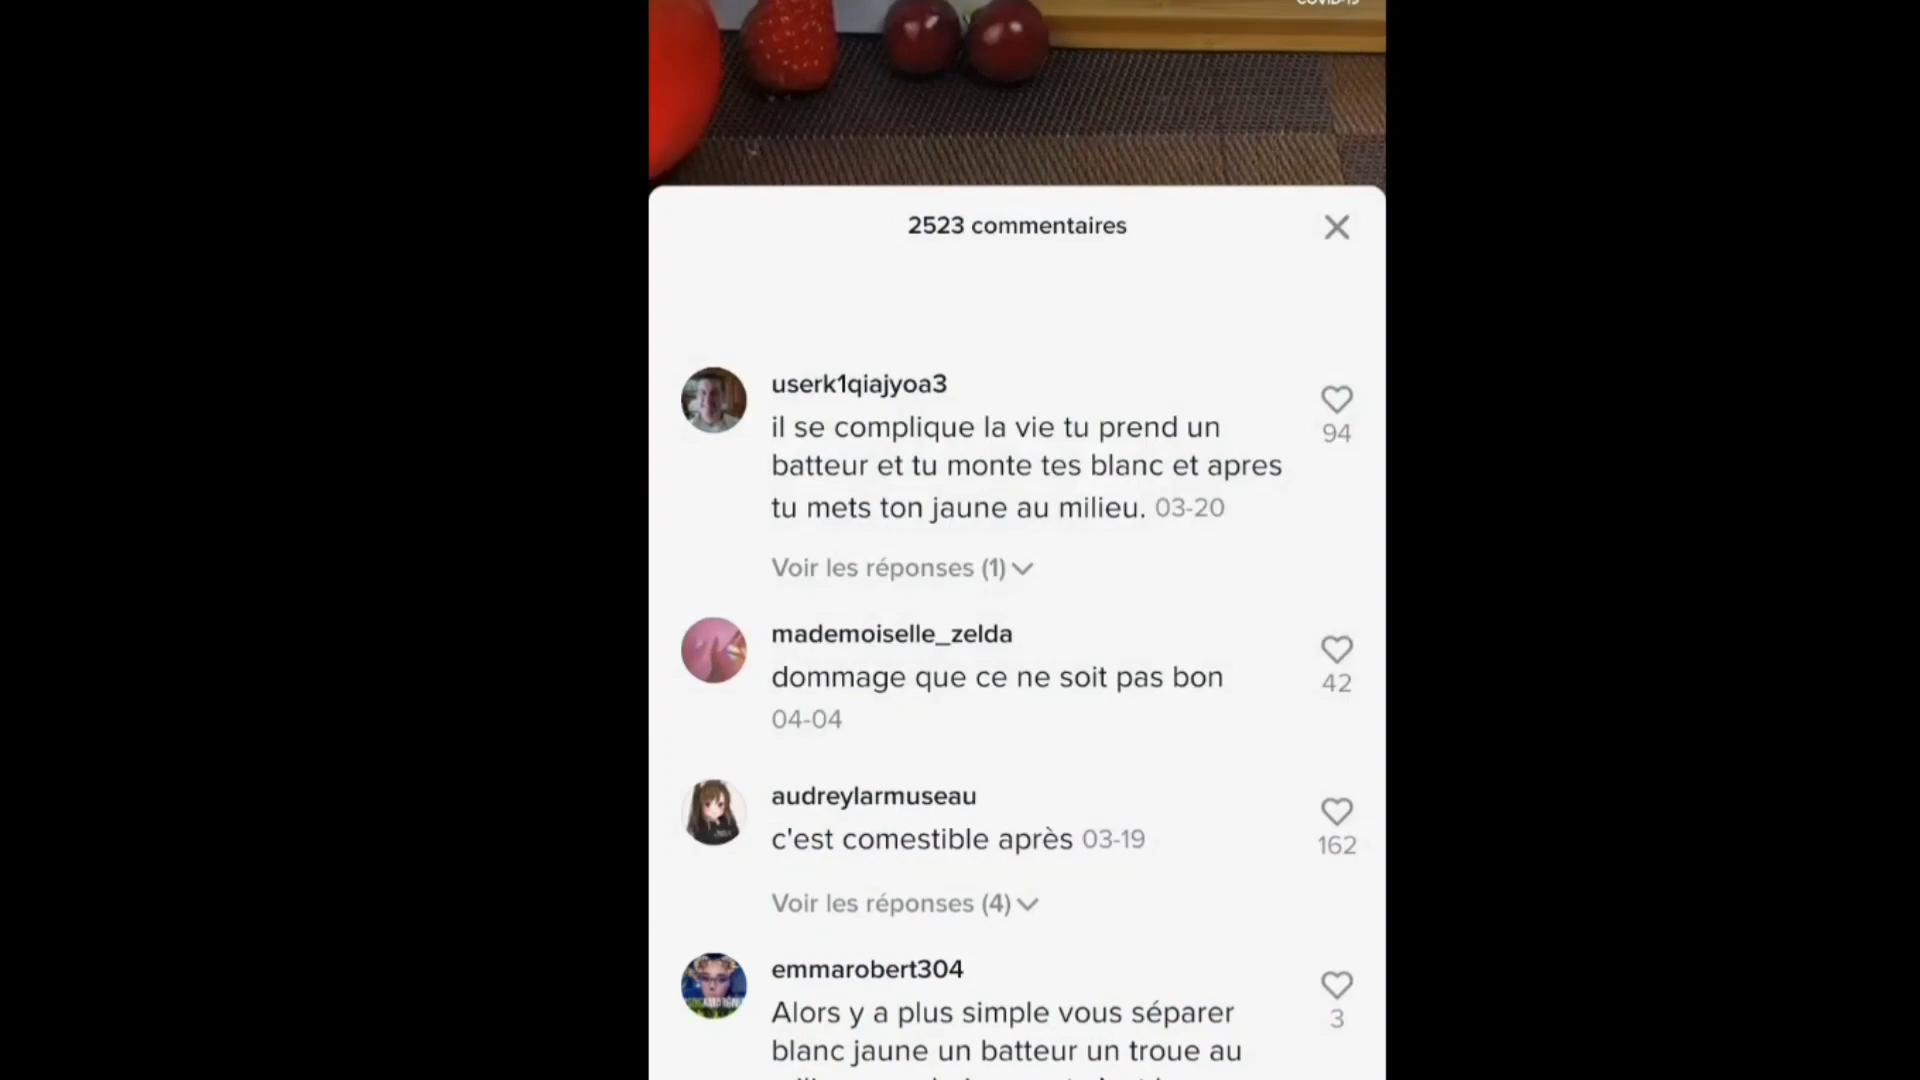 COVID-19
2523 commentaires
userk1qiajyoa3
il se complique la vie tu prend un
batteur et tu monte tes blanc et apres
tu mets ton jaune au milieu. 03-20
94
Voir les réponses (1)
mademoiselle_zelda
dommage que ce ne soit pas bon
04-04
42
audreylarmuseau
c'est comestible après 03-19
162
Voir les réponses (4)
emmarobert304
Alors y a plus simple vous séparer
blanc jaune un batteur un troue au
3